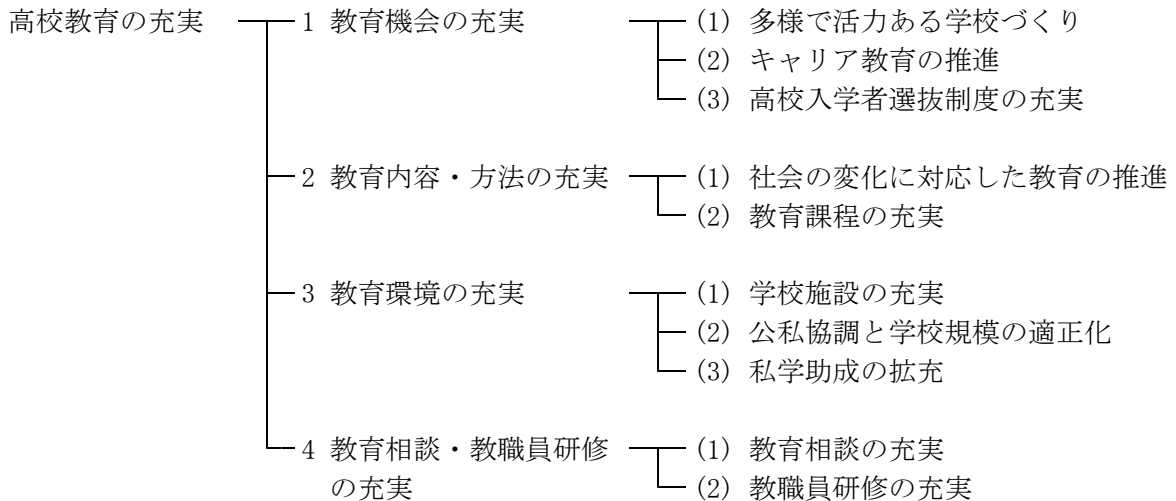 高校教育の充実 1 教育機会の充実 (1) 多様で活力ある学校づくり
(2) キャリア教育の推進
(3) 高校入学者選抜制度の充実
2 教育内容・方法の充実 (1) 社会の変化に対応した教育の推進
(2) 教育課程の充実
3 教育環境の充実 (1) 学校施設の充実
(2) 公私協調と学校規模の適正化
(3) 私学助成の拡充
4 教育相談・教職員研修 (1) 教育相談の充実
の充実 (2) 教職員研修の充実